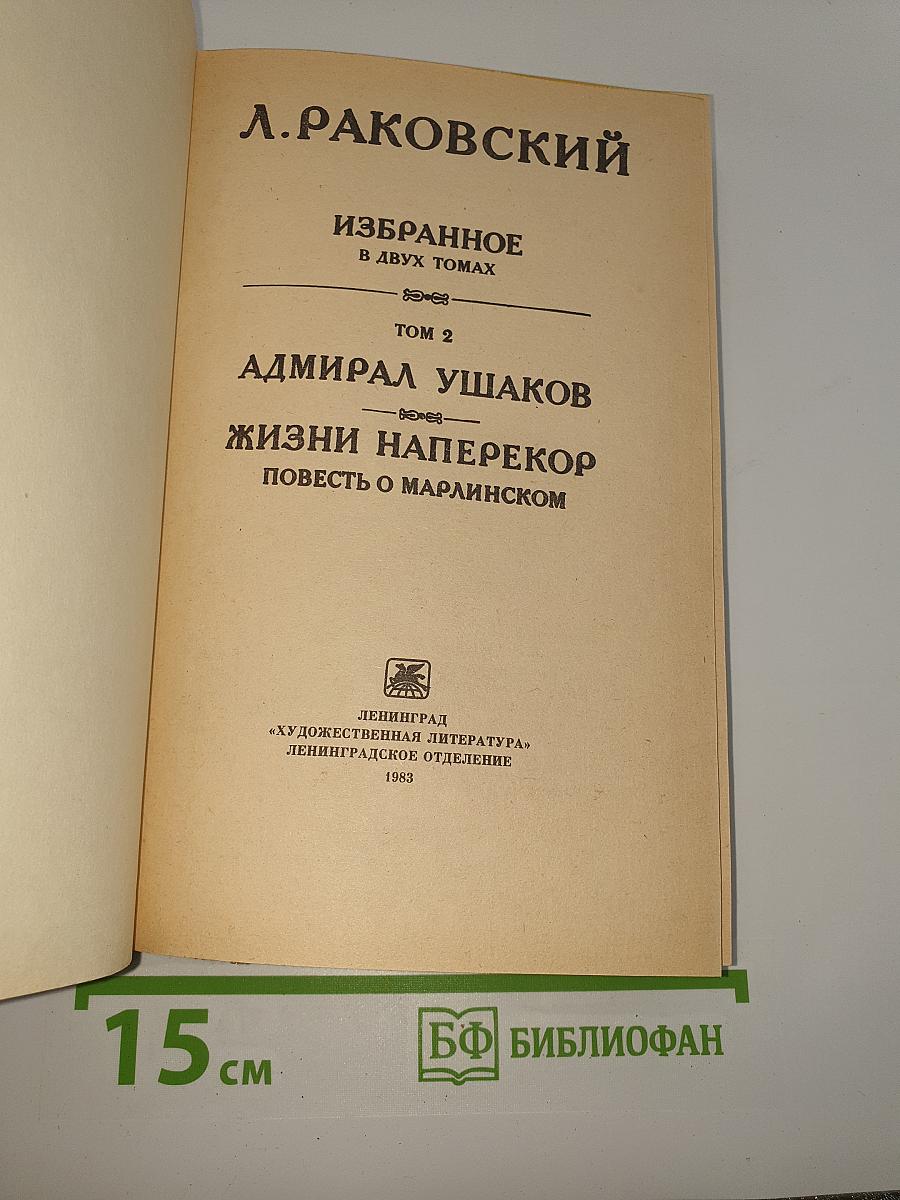 Л. РАКОВСКИЙ
ИЗБРАННОЕ
В ДВУХ ТОМАХ
ТОМ 2
АДМИРАЛ УШАКОВ
ЖИЗНИ НАПЕРЕКОР
ПОВЕСТЬ О МАРЛИНСКОМ
ЛЕНИНГРАД
«ХУДОЖЕСТВЕННАЯ ЛИТЕРАТУРА»
ЛЕНИНГРАДСКОЕ ОТДЕЛЕНИЕ
1983
15 см
БФ БИБЛИОФАН